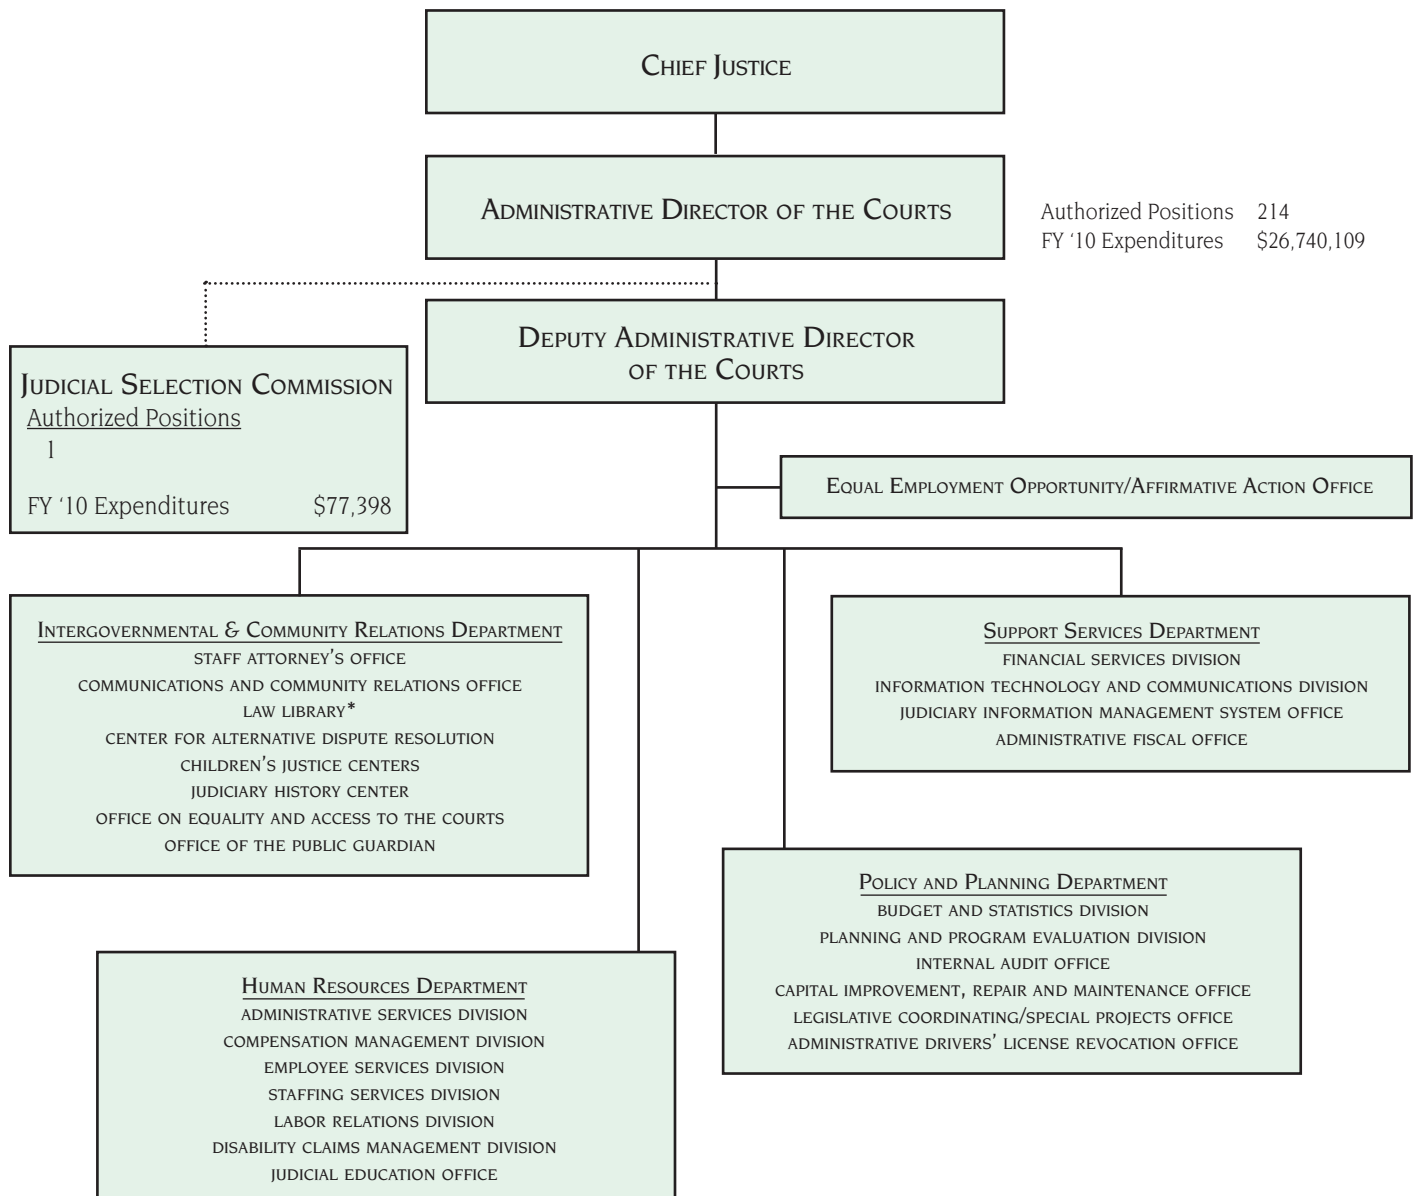 Chief Justice
Administrative Director of the Courts
Authorized Positions 214
FY ‘10 Expenditures $26,740,109
Deputy Administrative Director
of the Courts
Judicial Selection Commission
Authorized Positions
1
FY ‘10 Expenditures $77,398
Equal Employment Opportunity/Affirmative Action Office
Intergovernmental & Community Relations Department
staff attorney’s office
communications and community relations office
law library*
center for alternative dispute resolution
children’s justice centers
judiciary history center
office on equality and access to the courts
office of the public guardian
Support Services Department
financial services division
information technology and communications division
judiciary information management system office
administrative fiscal office
Policy and Planning Department
budget and statistics division
planning and program evaluation division
internal audit office
capital improvement, repair and maintenance office
legislative coordinating/special projects office
administrative drivers’ license revocation office
Human Resources Department
administrative services division
compensation management division
employee services division
staffing services division
labor relations division
disability claims management division
judicial education office